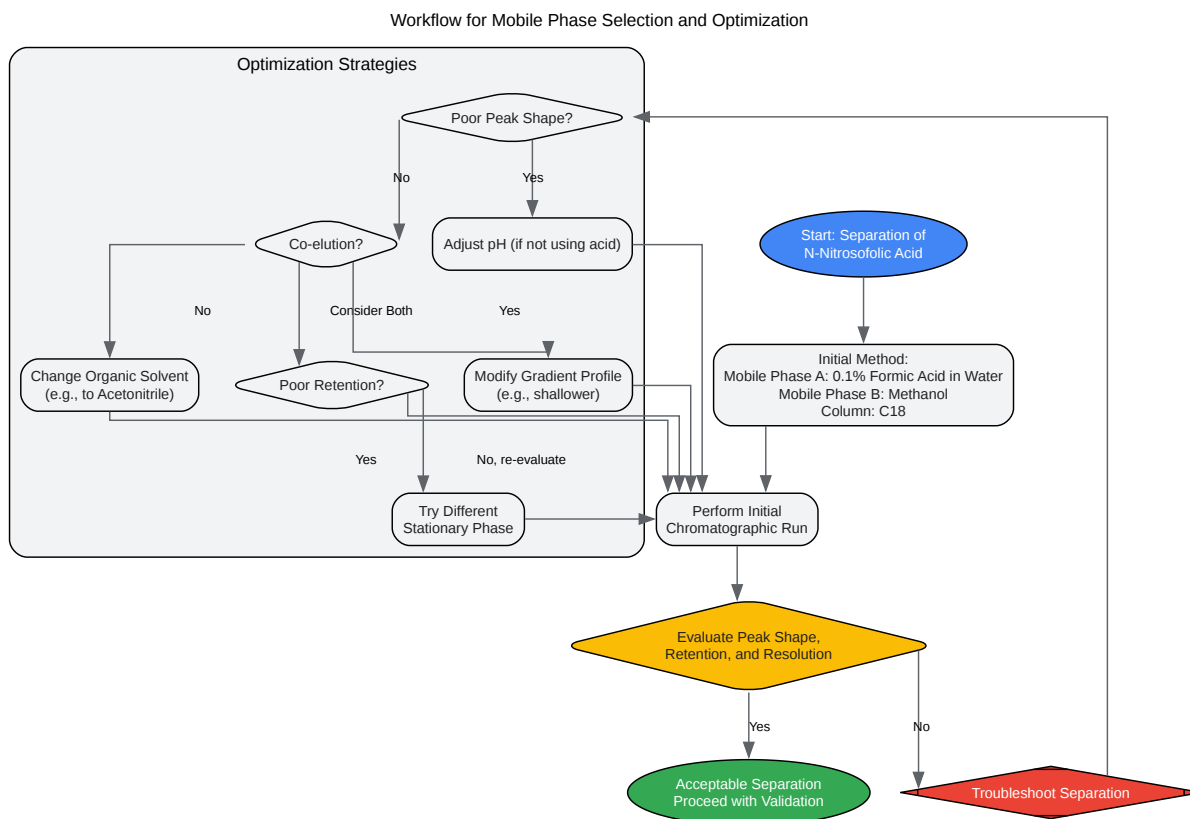 Workflow for Mobile Phase Selection and Optimization
Optimization Strategies
Poor Peak Shape?
No
Yes
Co-elution?
Adjust pH (if not using acid)
Start: Separation of
N-Nitrosofolic Acid
No
Consider Both
Yes
Change Organic Solvent
(e.g., to Acetonitrile)
Poor Retention?
Modify Gradient Profile
(e.g., shallower)
Initial Method:
Mobile Phase A: 0.1% Formic Acid in Water
Mobile Phase B: Methanol
Column: C18
Yes
No, re-evaluate
Try Different
Stationary Phase
Perform Initial
Chromatographic Run
Evaluate Peak Shape,
Retention, and Resolution
Yes
No
Acceptable Separation
Proceed with Validation
Troubleshoot Separation